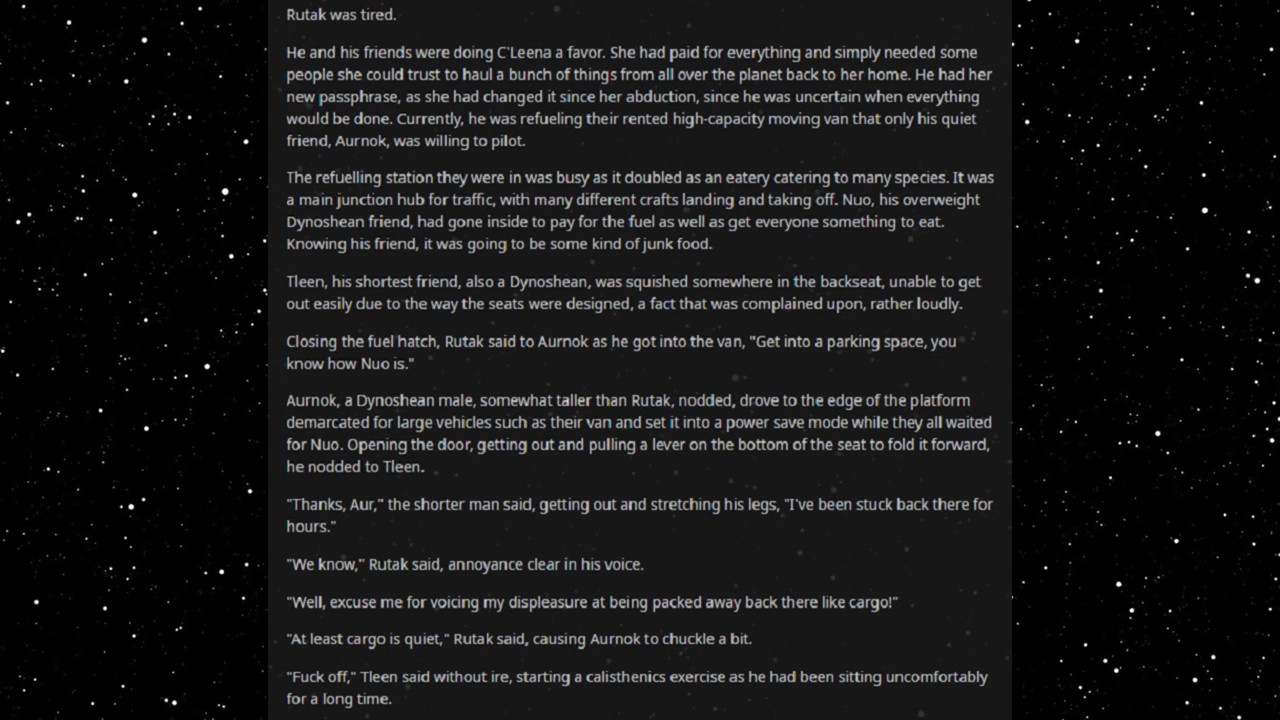 Rutak was tired.
He and his friends were doing C'Leena a favor. She had paid for everything and simply needed some
people she could trust to haul a bunch of things from all over the planet back to her home. He had her
new passphrase, as she had changed it since her abduction, since he was uncertain when everything
would be done. Currently, he was refueling their rented high-capacity moving van that only his quiet
friend, Aurnok, was willing to pilot.
The refuelling station they were in was busy as it doubled as an eatery catering to many species. It was
a main junction hub for traffic, with many different crafts landing and taking off. Nuo, his overweight
Dynoshean friend, had gone inside to pay for the fuel as well as get everyone something to eat.
Knowing his friend, it was going to be some kind of junk food.
Tleen, his shortest friend, also a Dynoshean, was squished somewhere in the backseat, unable to get
out easily due to the way the seats were designed, a fact that was complained upon, rather loudly.
Closing the fuel hatch, Rutak said to Aurnok as he got into the van, "Get into a parking space, you
know how Nuo is."
Aurnok, a Dynoshean male, somewhat taller than Rutak, nodded, drove to the edge of the platform
demarcated for large vehicles such as their van and set it into a power save mode while they all waited
for Nuo. Opening the door, getting out and pulling a lever on the bottom of the seat to fold it forward,
he nodded to Tleen.
"Thanks, Aur," the shorter man said, getting out and stretching his legs, "I've been stuck back there for
hours."
"We know," Rutak said, annoyance clear in his voice.
"Well, excuse me for voicing my displeasure at being packed away back there like cargo!"
"At least cargo is quiet," Rutak said, causing Aurnok to chuckle a bit.
"Fuck off," Tleen said without ire, starting a calisthenics exercise as he had been sitting uncomfortably
for a long time.